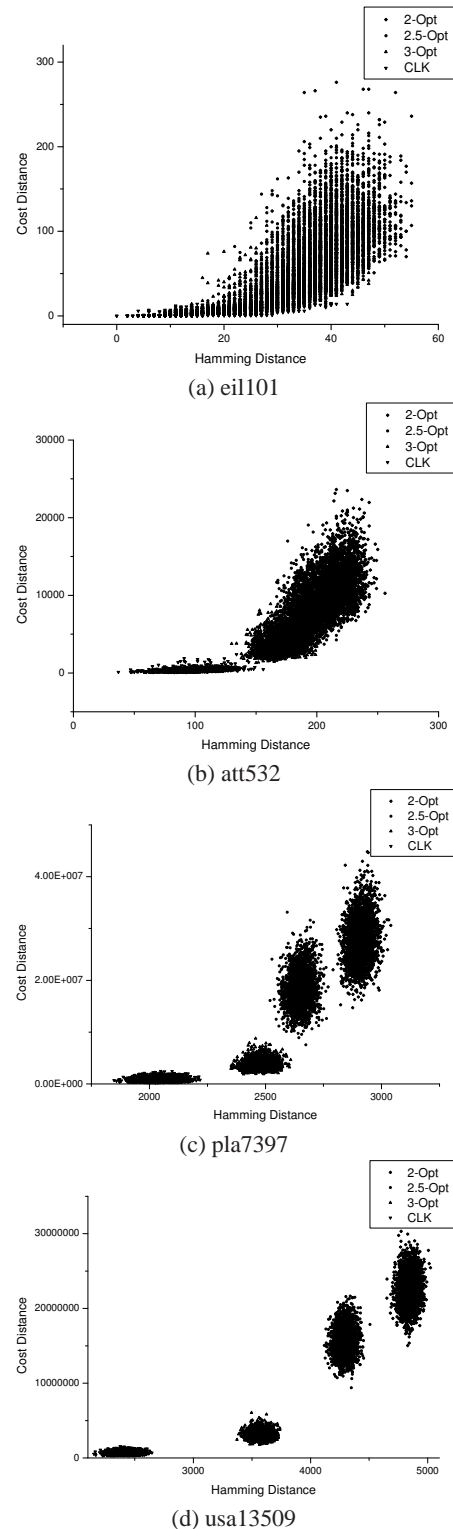 2-Opt
2.5-Opt
3-Opt
CLK
300
200
100
0
Cost Distance
0 20 40 60
Hamming Distance
(a) eil101
2-Opt
2.5-Opt
3-Opt
CLK
30000
20000
10000
0
Cost Distance
0 100 200 300
Hamming Distance
(b) att532
2-Opt
2.5-Opt
3-Opt
CLK
4.00E+007
2.00E+007
0.00E+000
Cost Distance
2000 2500 3000
Hamming Distance
(c) pla7397
2-Opt
2.5-Opt
3-Opt
CLK
30000000
20000000
10000000
0
Cost Distance
3000 4000 5000
Hamming Distance
(d) usa13509